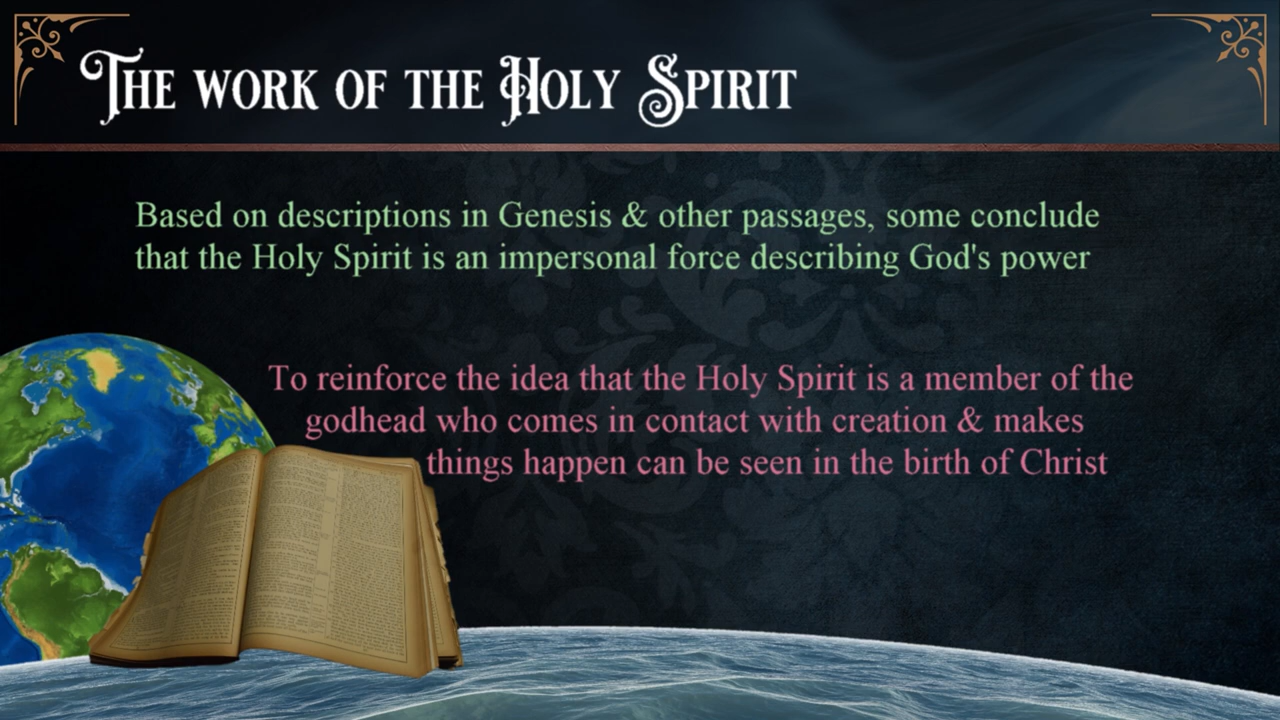 The work of the Holy Spirit
Based on descriptions in Genesis & other passages, some conclude
that the Holy Spirit is an impersonal force describing God's power
To reinforce the idea that the Holy Spirit is a member of the
godhead who comes in contact with creation & makes
things happen can be seen in the birth of Christ